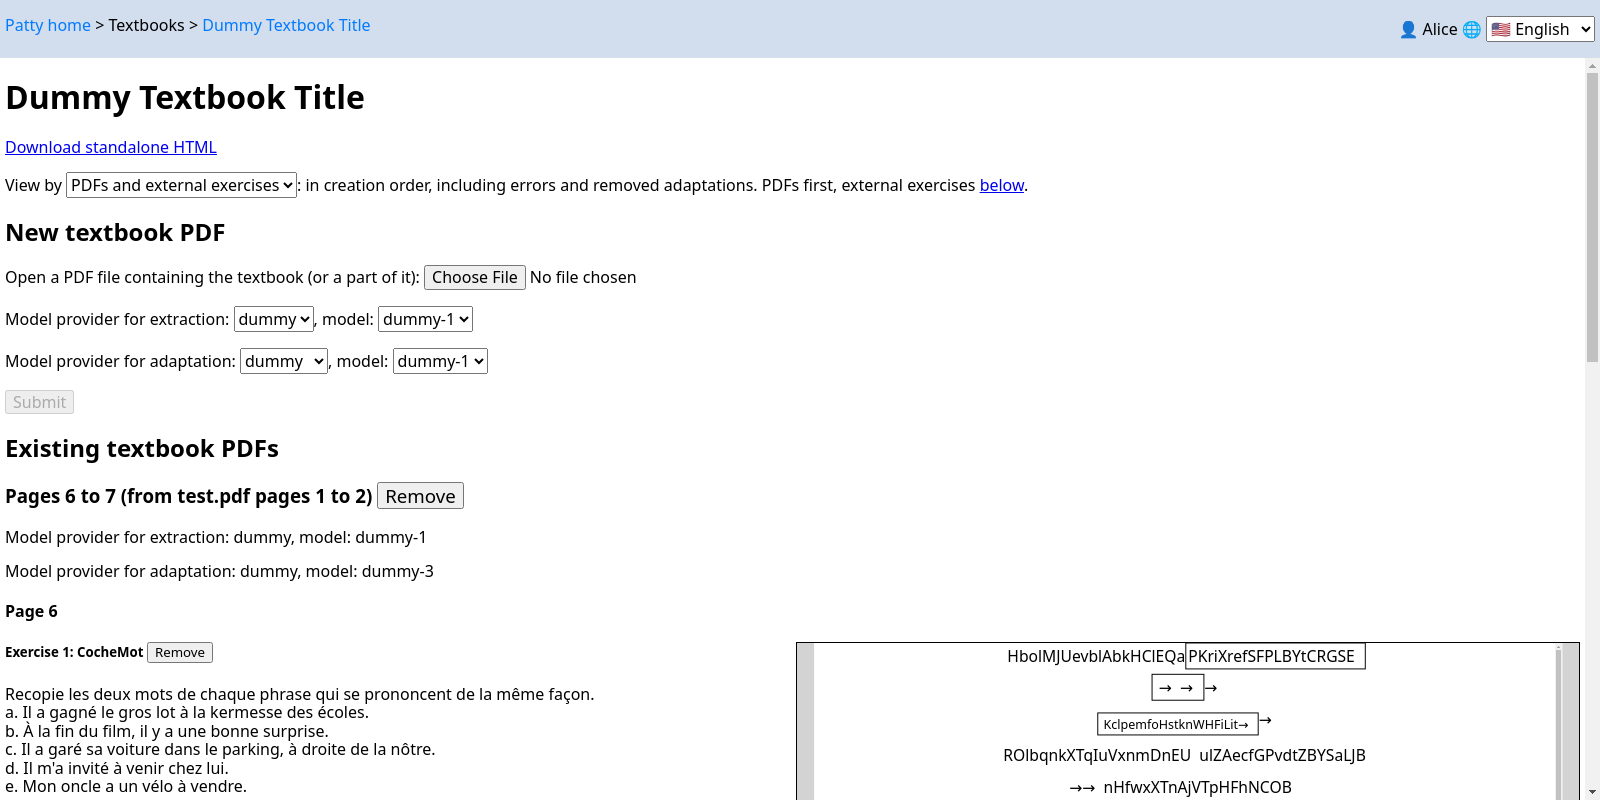 Patty home > Textbooks > Dummy Textbook Title
👤 Alice 🌐 🇺🇸 English
Dummy Textbook Title
Download standalone HTML
View by PDFs and external exercises: in creation order, including errors and removed adaptations. PDFs first, external exercises below.
New textbook PDF
Open a PDF file containing the textbook (or a part of it): Choose File No file chosen
Model provider for extraction: dummy, model: dummy-1
Model provider for adaptation: dummy, model: dummy-1
Submit
Existing textbook PDFs
Pages 6 to 7 (from test.pdf pages 1 to 2) Remove
Model provider for extraction: dummy, model: dummy-1
Model provider for adaptation: dummy, model: dummy-3
Page 6
Exercise 1: CocheMot Remove
Recopie les deux mots de chaque phrase qui se prononcent de la même façon.
a. Il a gagné le gros lot à la kermesse des écoles.
b. À la fin du film, il y a une bonne surprise.
c. Il a garé sa voiture dans le parking, à droite de la nôtre.
d. Il m'a invité à venir chez lui.
e. Mon oncle a un vélo à vendre.
HbolMJUevblAbkHClEQaPKriXrefSFPLBYtCRGSE
→ → →
KclpemfoHstknWHFiLit→ →
ROlbqnkXTqIuVxnmDnEU ulZAecfGPvdtZBYSaLJB
→→ nHfwxXTnAjVTpHFhNCOB